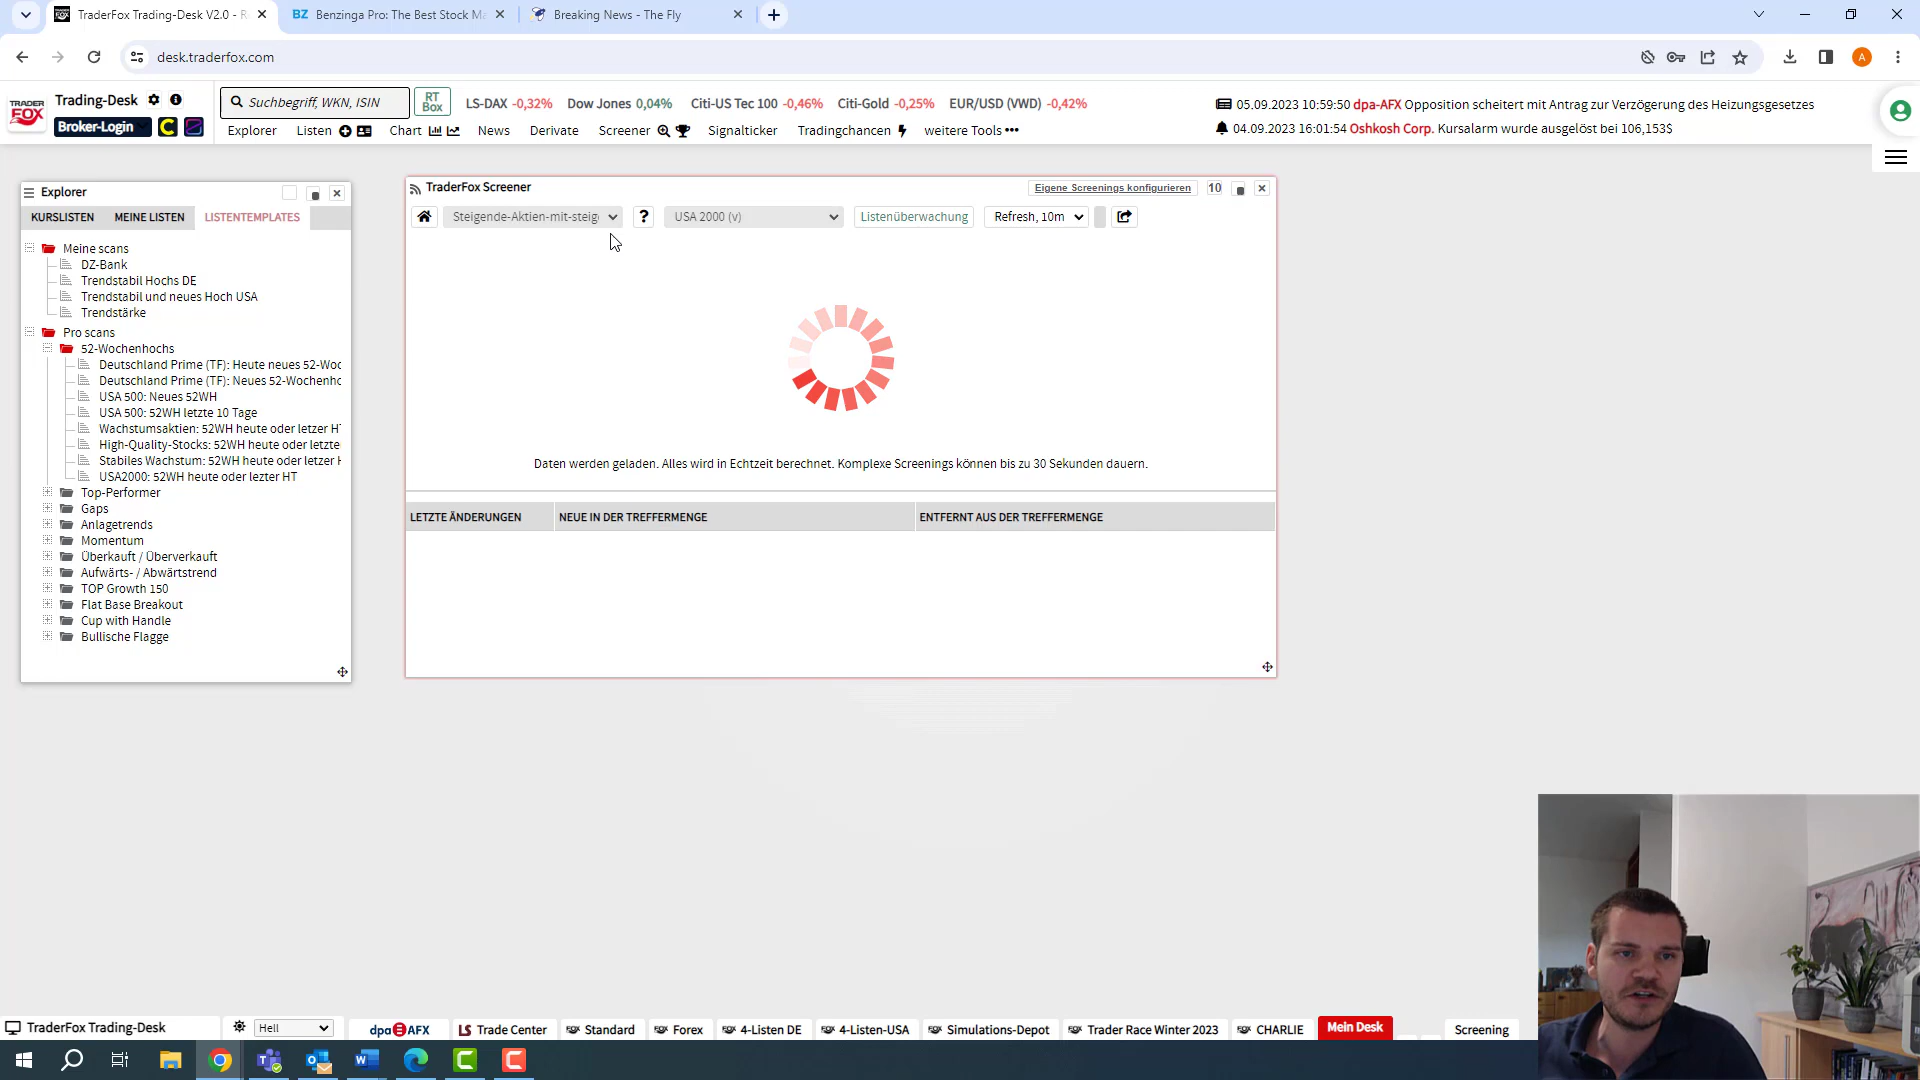 TraderFox Trading-Desk V2.0 - R
BZ Benzinga Pro: The Best Stock Ma
Breaking News - The Fly
desk.traderfox.com
TRADER FOX
Trading-Desk
Broker-Login
Suchbegriff, WKN, ISIN
RT Box
LS-DAX -0,32% Dow Jones 0,04% Citi-US Tec 100 -0,46% Citi-Gold -0,25% EUR/USD (VWD) -0,42%
05.09.2023 10:59:50 dpa-AFX Opposition scheitert mit Antrag zur Verzögerung des Heizungsgesetzes
04.09.2023 16:01:54 Oshkosh Corp. Kursalarm wurde ausgelöst bei 106,153$
Explorer Listen Chart News Derivate Screener Signalticker Tradingchancen weitere Tools
Explorer
KURSLISTEN MEINE LISTEN LISTENTEMPLATES
Meine scans
DZ-Bank
Trendstabil Hochs DE
Trendstabil und neues Hoch USA
Trendstärke
Pro scans
52-Wochenhochs
Deutschland Prime (TF): Heute neues 52-Woc
Deutschland Prime (TF): Neues 52-Wochenho
USA 500: Neues 52WH
USA 500: 52WH letzte 10 Tage
Wachstumsaktien: 52WH heute oder letzer HT
High-Quality-Stocks: 52WH heute oder letzte
Stabiles Wachstum: 52WH heute oder letzer H
USA2000: 52WH heute oder lezter HT
Top-Performer
Gaps
Anlagetrends
Momentum
Überkauft / Überverkauft
Aufwärts- / Abwärtstrend
TOP Growth 150
Flat Base Breakout
Cup with Handle
Bullische Flagge
TraderFox Screener
Eigene Screenings konfigurieren 10
Steigende-Aktien-mit-steig ? USA 2000 (v) Listenüberwachung Refresh, 10m
Daten werden geladen. Alles wird in Echtzeit berechnet. Komplexe Screenings können bis zu 30 Sekunden dauern.
LETZTE ÄNDERUNGEN NEUE IN DER TREFFERMENGE ENTFERNT AUS DER TREFFERMENGE
TraderFox Trading-Desk Hell dpa AFX LS Trade Center Standard Forex 4-Listen DE 4-Listen-USA Simulations-Depot Trader Race Winter 2023 CHARLIE Mein Desk Screening